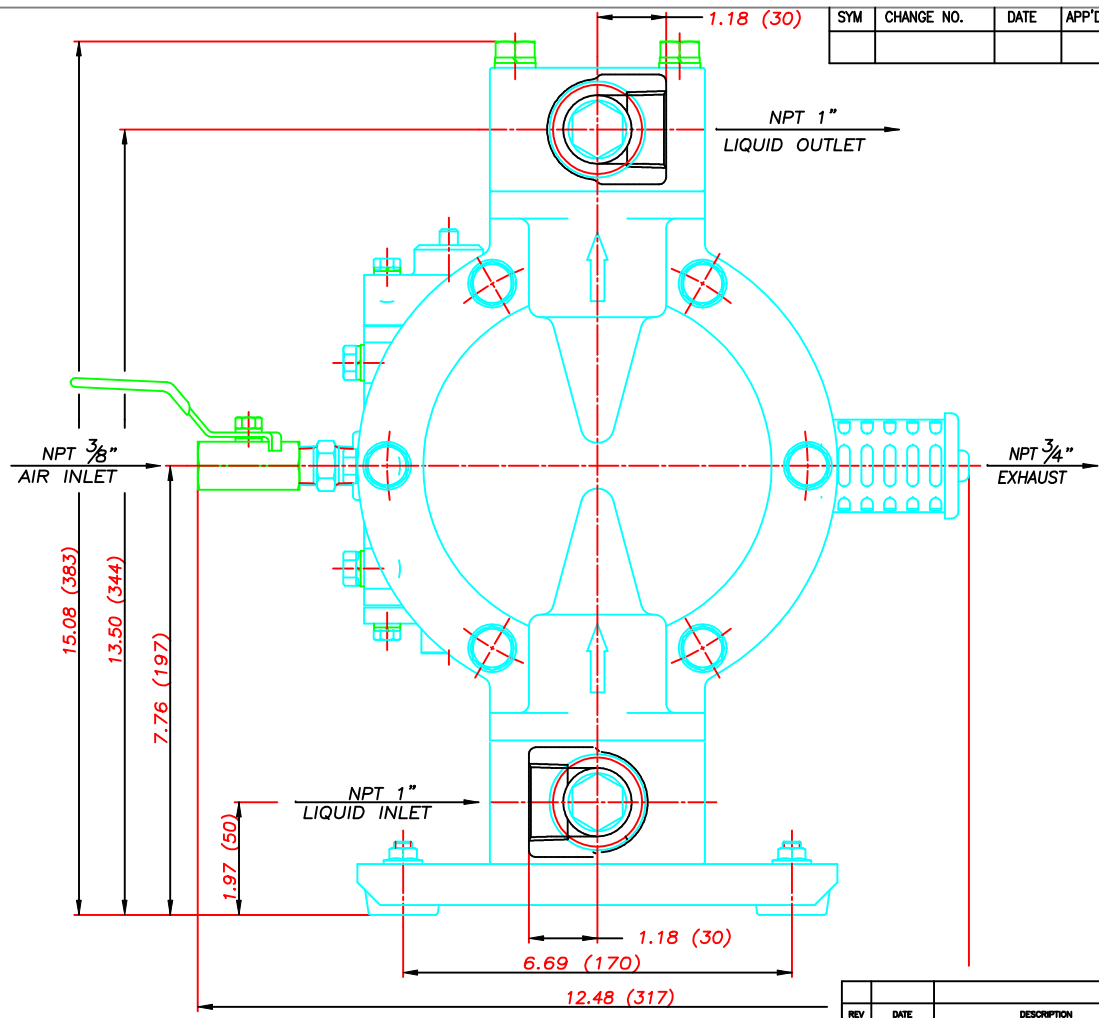 1.18 (30)
SYM CHANGE NO. DATE APP'D
NPT 1"
LIQUID OUTLET
NPT 3/8"
AIR INLET
NPT 3/4"
EXHAUST
15.08 (383)
13.50 (344)
7.76 (197)
NPT 1"
LIQUID INLET
1.97 (50)
1.18 (30)
6.69 (170)
12.48 (317)
REV DATE DESCRIPTION